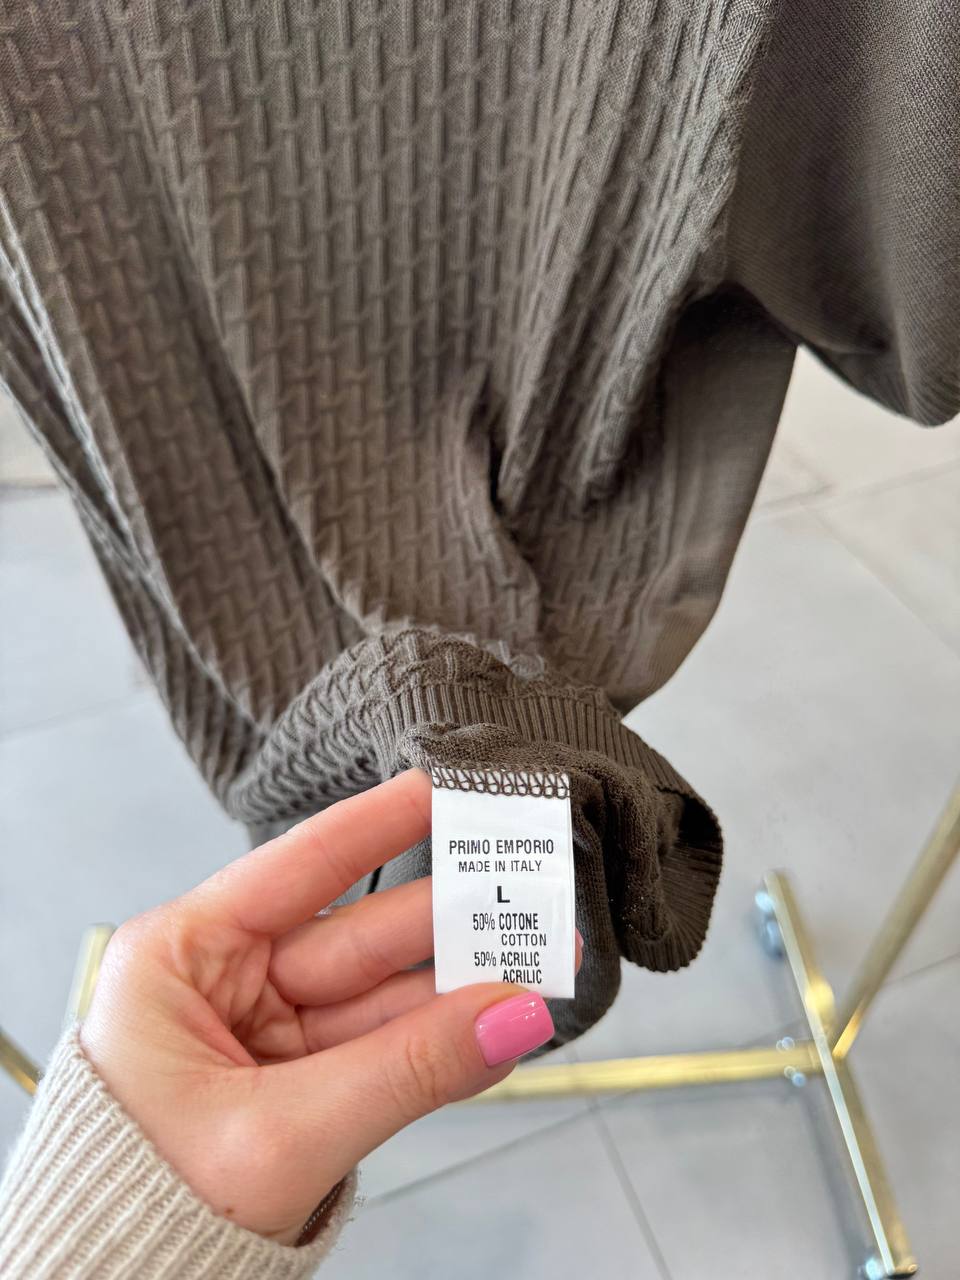 PRIMO EMPORIO
MADE IN ITALY
L
50% COTONE
COTTON
50% ACRILIC
ACRILIC